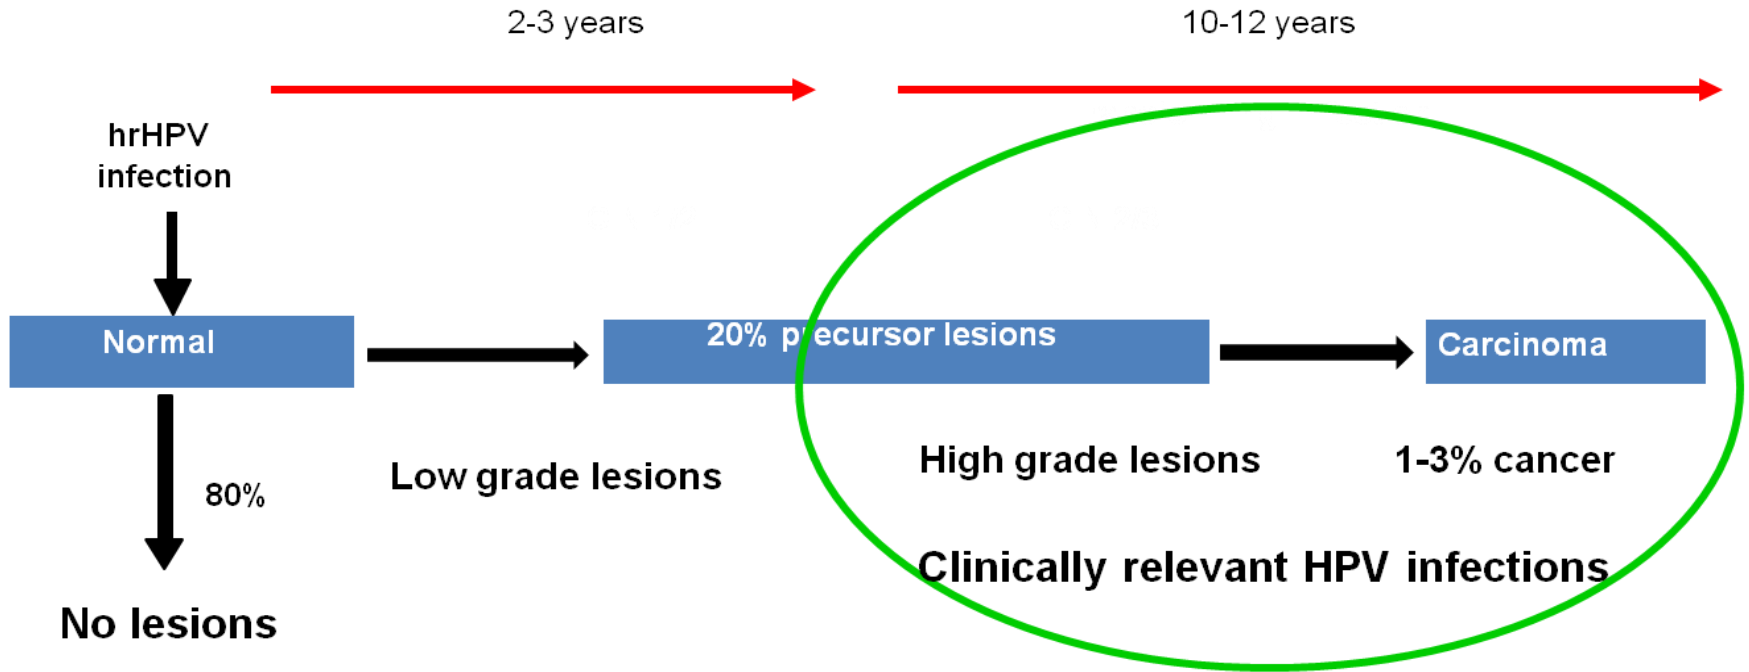 2-3 years
10-12 years
hrHPV
infection
Normal
20% precursor lesions
Carcinoma
Low grade lesions
High grade lesions
1-3% cancer
80%
Clinically relevant HPV infections
No lesions